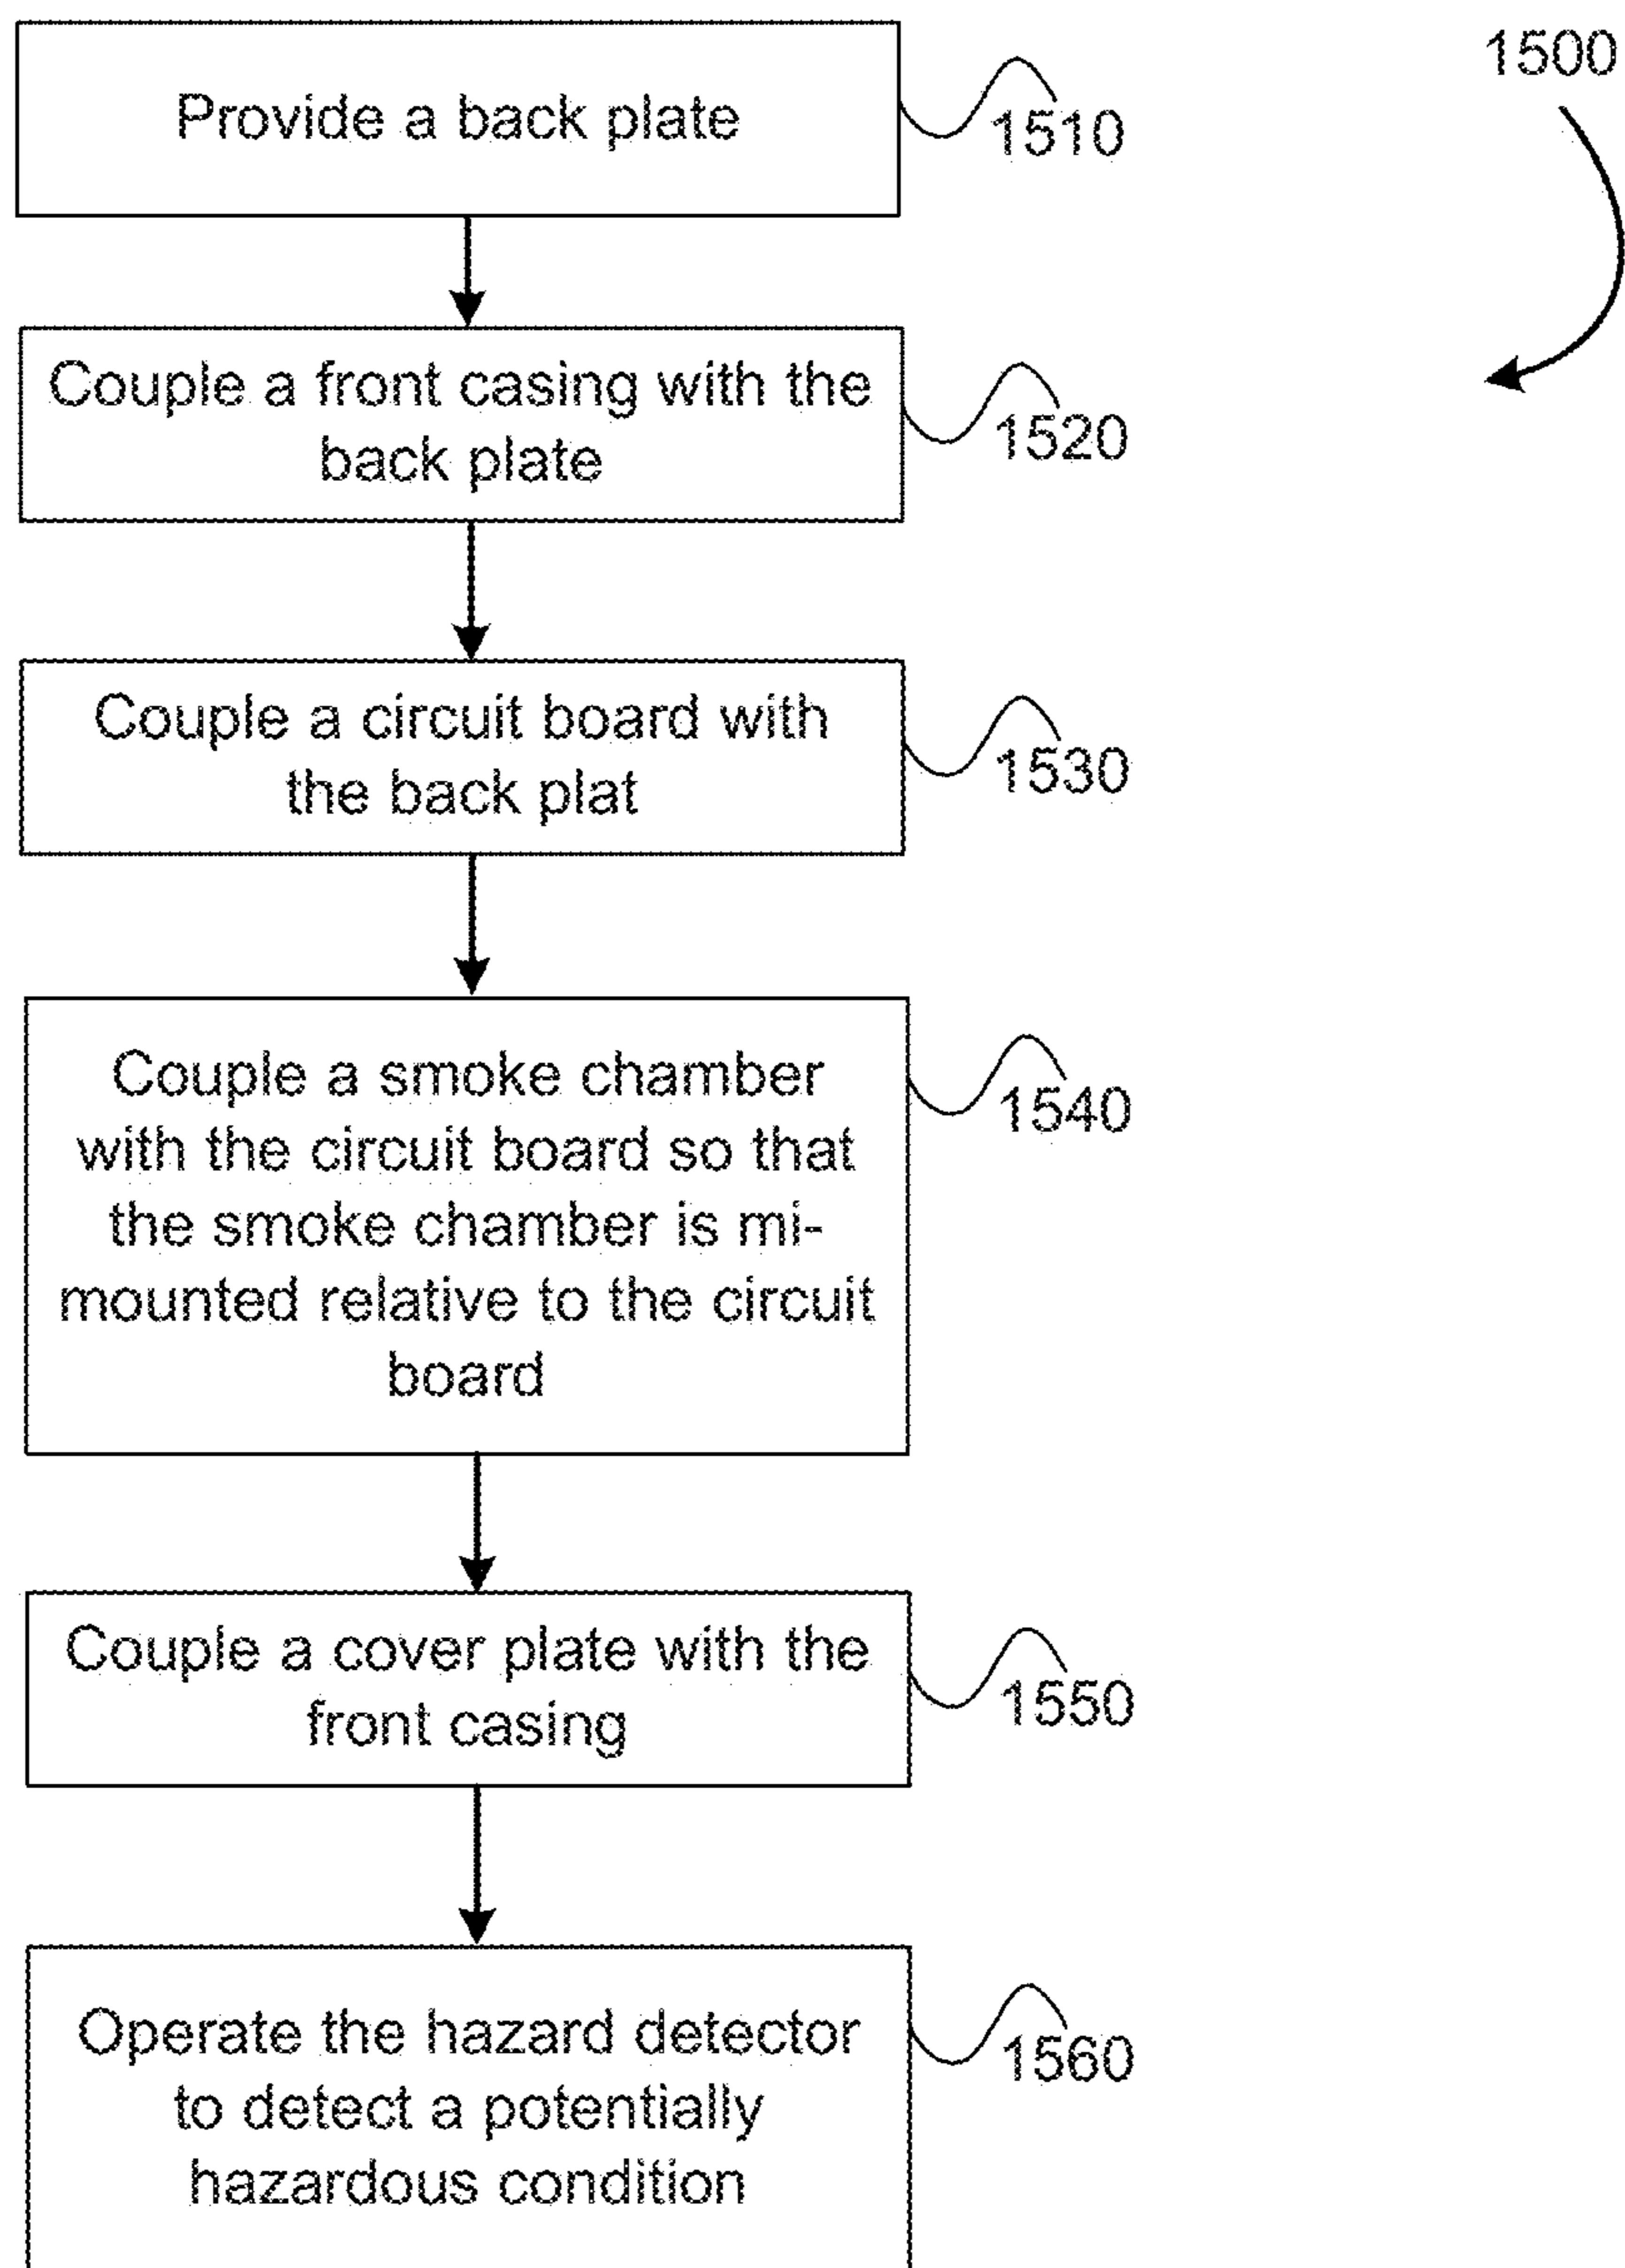 1500
Provide a back plate
1510
Couple a front casing with the
back plate
1520
Couple a circuit board with
the back plat
1530
Couple a smoke chamber
with the circuit board so that
the smoke chamber is mi-
mounted relative to the circuit
board
1540
Couple a cover plate with the
front casing
1550
Operate the hazard detector
to detect a potentially
hazardous condition
1560